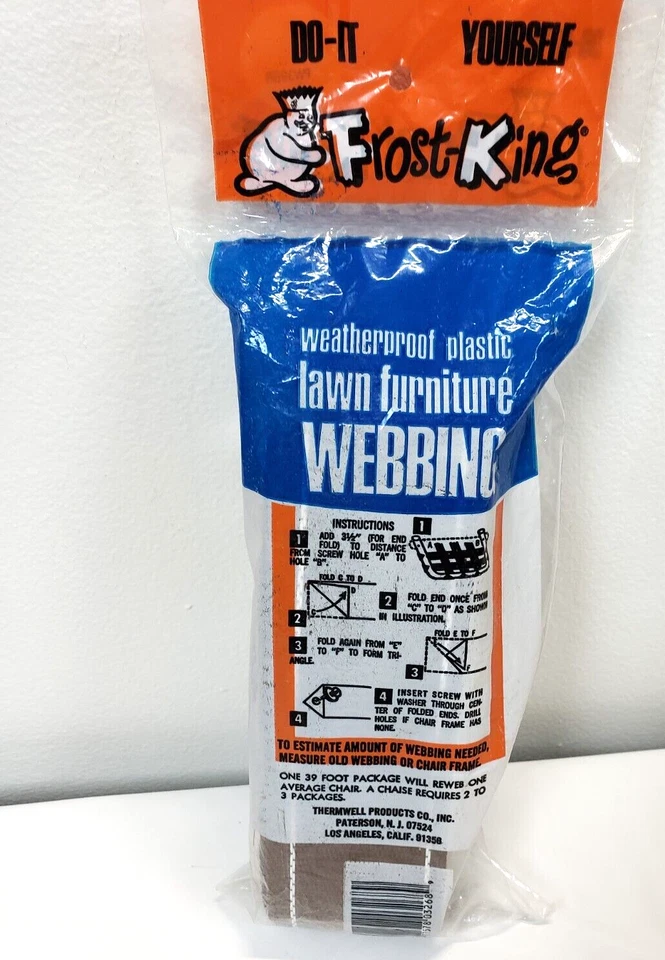 DO-IT YOURSELF
Frost-King®
weatherproof plastic
lawn furniture
WEBBING
INSTRUCTIONS
1 ADD 3½" (FOR END
FOLD) TO DISTANCE
FROM SCREW HOLE "A" TO
HOLE "B".
1
A B
FOLD C TO D
D
C
2
2 FOLD END ONCE FROM
"C" TO "D" AS SHOWN
IN ILLUSTRATION.
3 FOLD AGAIN FROM "E"
TO "F" TO FORM TRI-
ANGLE.
FOLD E TO F
E
F
3
4
4 INSERT SCREW WITH
WASHER THROUGH CEN-
TER OF FOLDED ENDS. DRILL
HOLES IF CHAIR FRAME HAS
NONE.
TO ESTIMATE AMOUNT OF WEBBING NEEDED,
MEASURE OLD WEBBING OR CHAIR FRAME.
ONE 39 FOOT PACKAGE WILL REWEB ONE
AVERAGE CHAIR. A CHAISE REQUIRES 2 TO
3 PACKAGES.
THERMWELL PRODUCTS CO., INC.
PATERSON, N. J. 07524
LOS ANGELES, CALIF. 91356